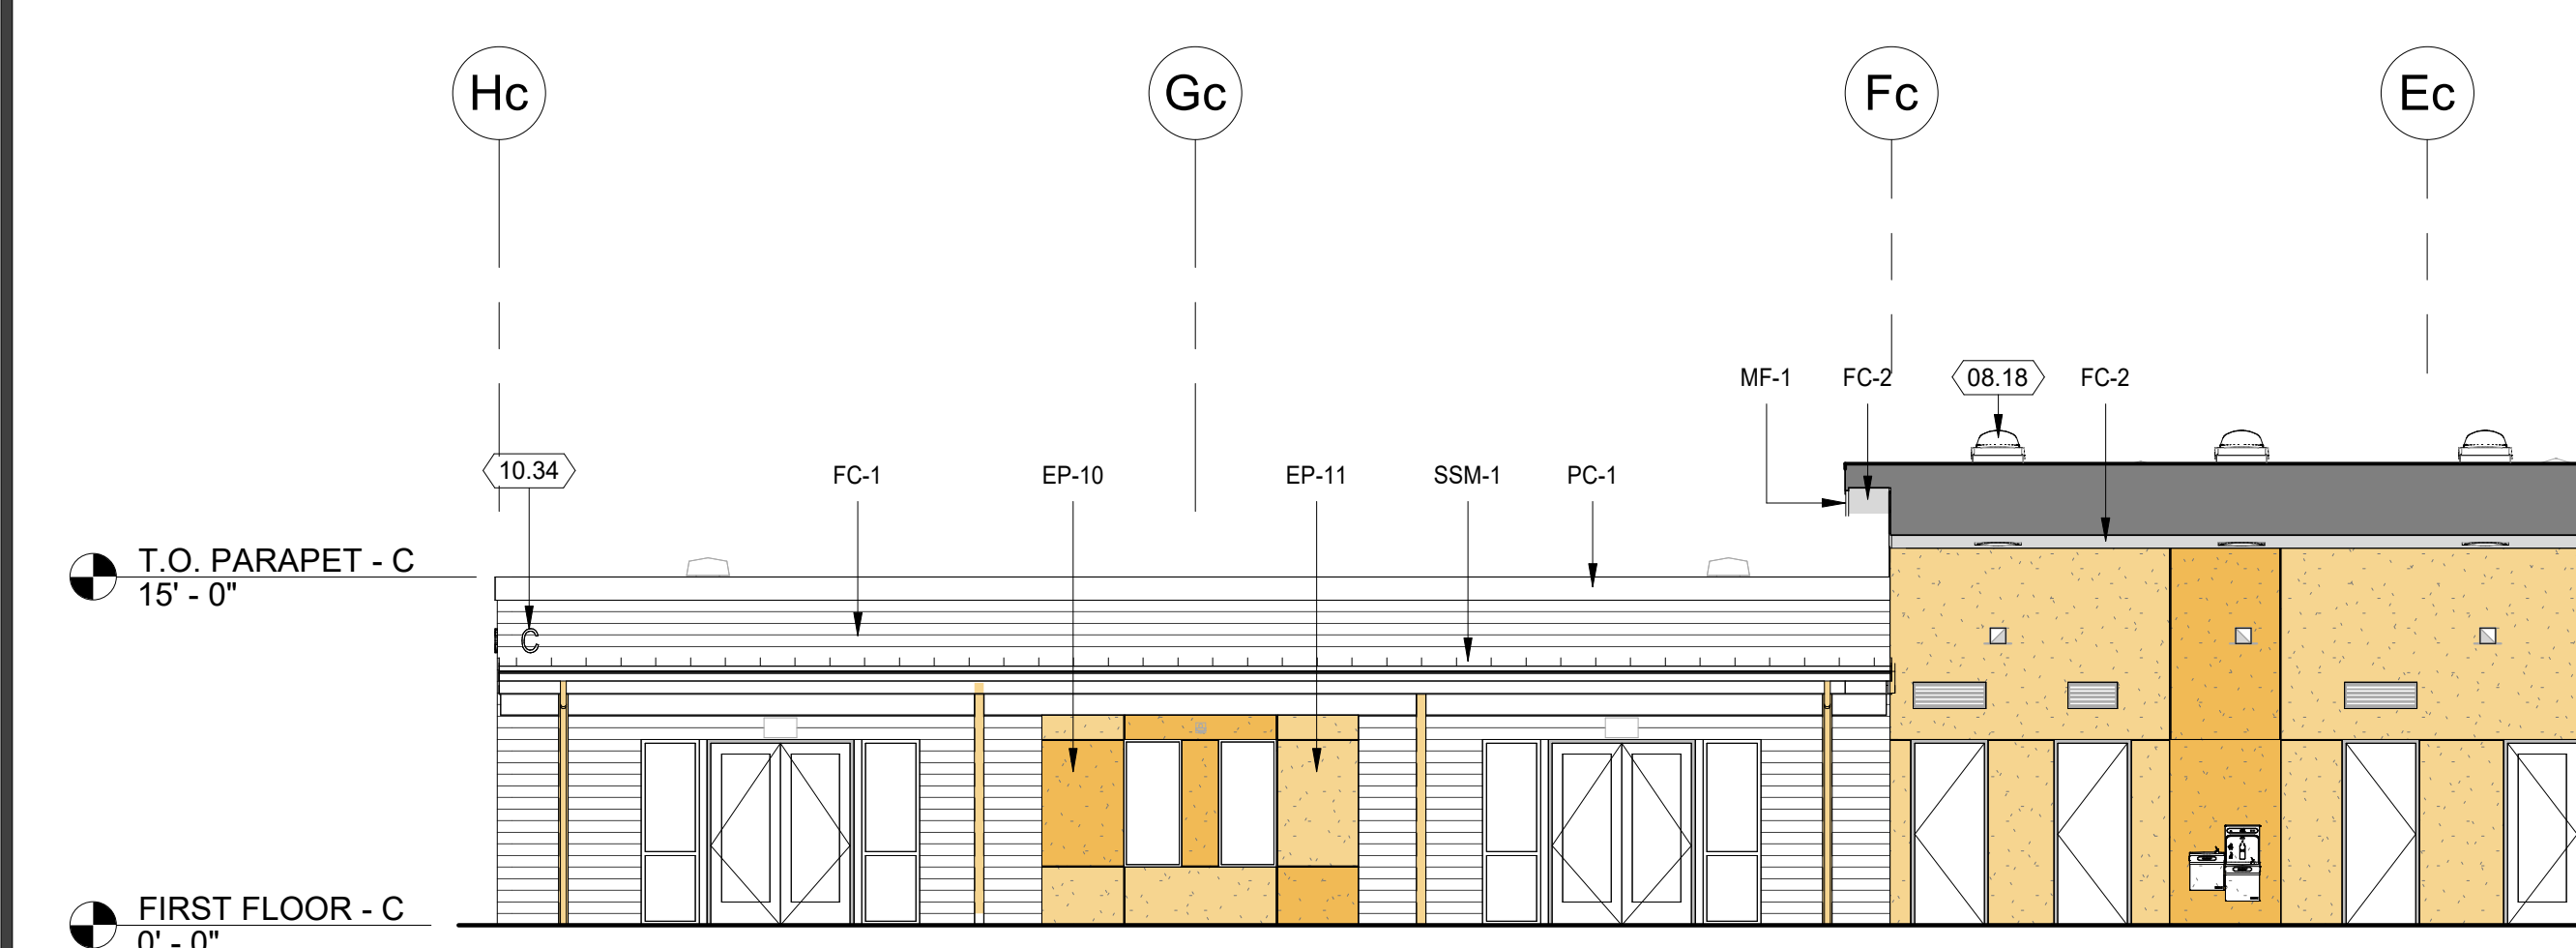 Hc
Gc
Fc
Ec
MF-1
FC-2
08.18
FC-2
10.34
FC-1
EP-10
EP-11
SSM-1
PC-1
T.O. PARAPET - C
15' - 0"
C
FIRST FLOOR - C
0' - 0"